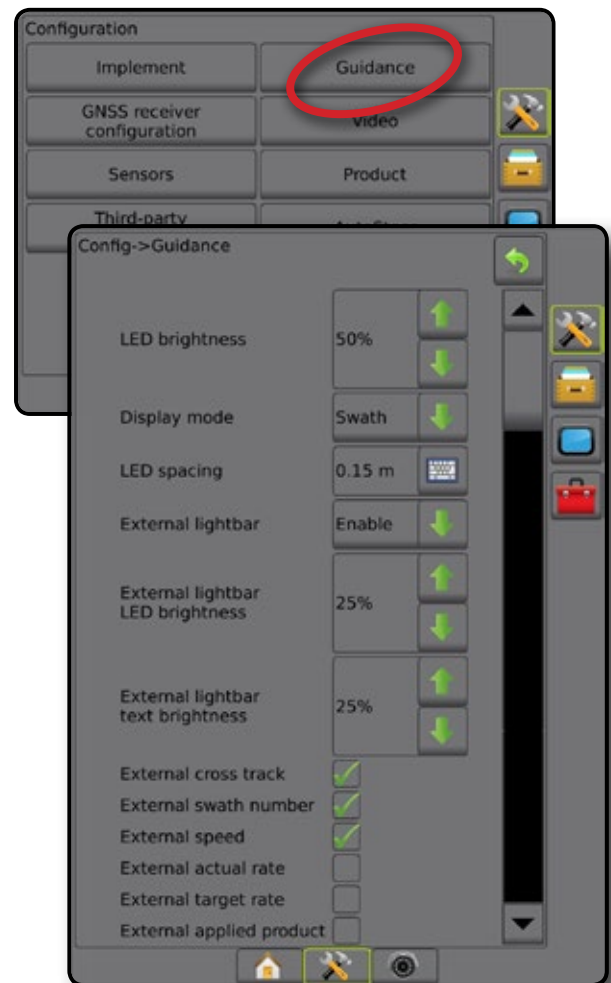 Configuration
Implement
Guidance
GNSS receiver
configuration
Video
Sensors
Product
Third-party
Config->Guidance
LED brightness
50%
Display mode
Swath
LED spacing
0.15 m
External lightbar
Enable
External lightbar
LED brightness
25%
External lightbar
text brightness
25%
External cross track
External swath number
External speed
External actual rate
External target rate
External applied product